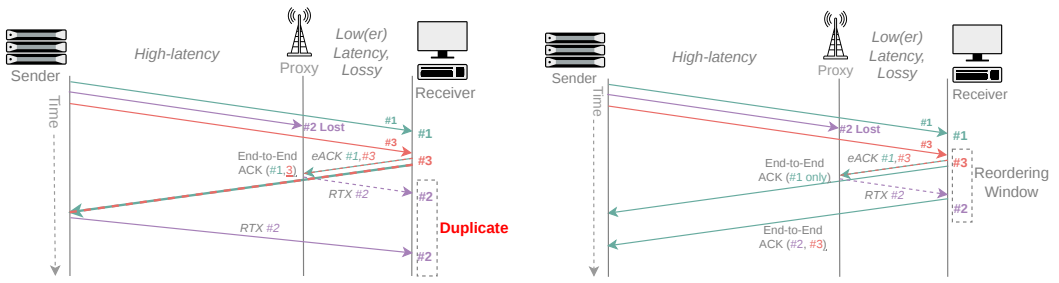 High-latency
Low(er)
Latency,
Lossy
Sender
Proxy
Receiver
Time
#1
#1
#2 Lost
#3
#3
End-to-End
ACK (#1,3)
eACK #1,#3
RTX #2
#2
Duplicate
RTX #2
#2
High-latency
Low(er)
Latency,
Lossy
Sender
Proxy
Receiver
Time
#1
#1
#2 Lost
#3
#3
End-to-End
ACK (#1 only)
eACK #1,#3
Reordering
Window
RTX #2
#2
End-to-End
ACK (#2, #3)